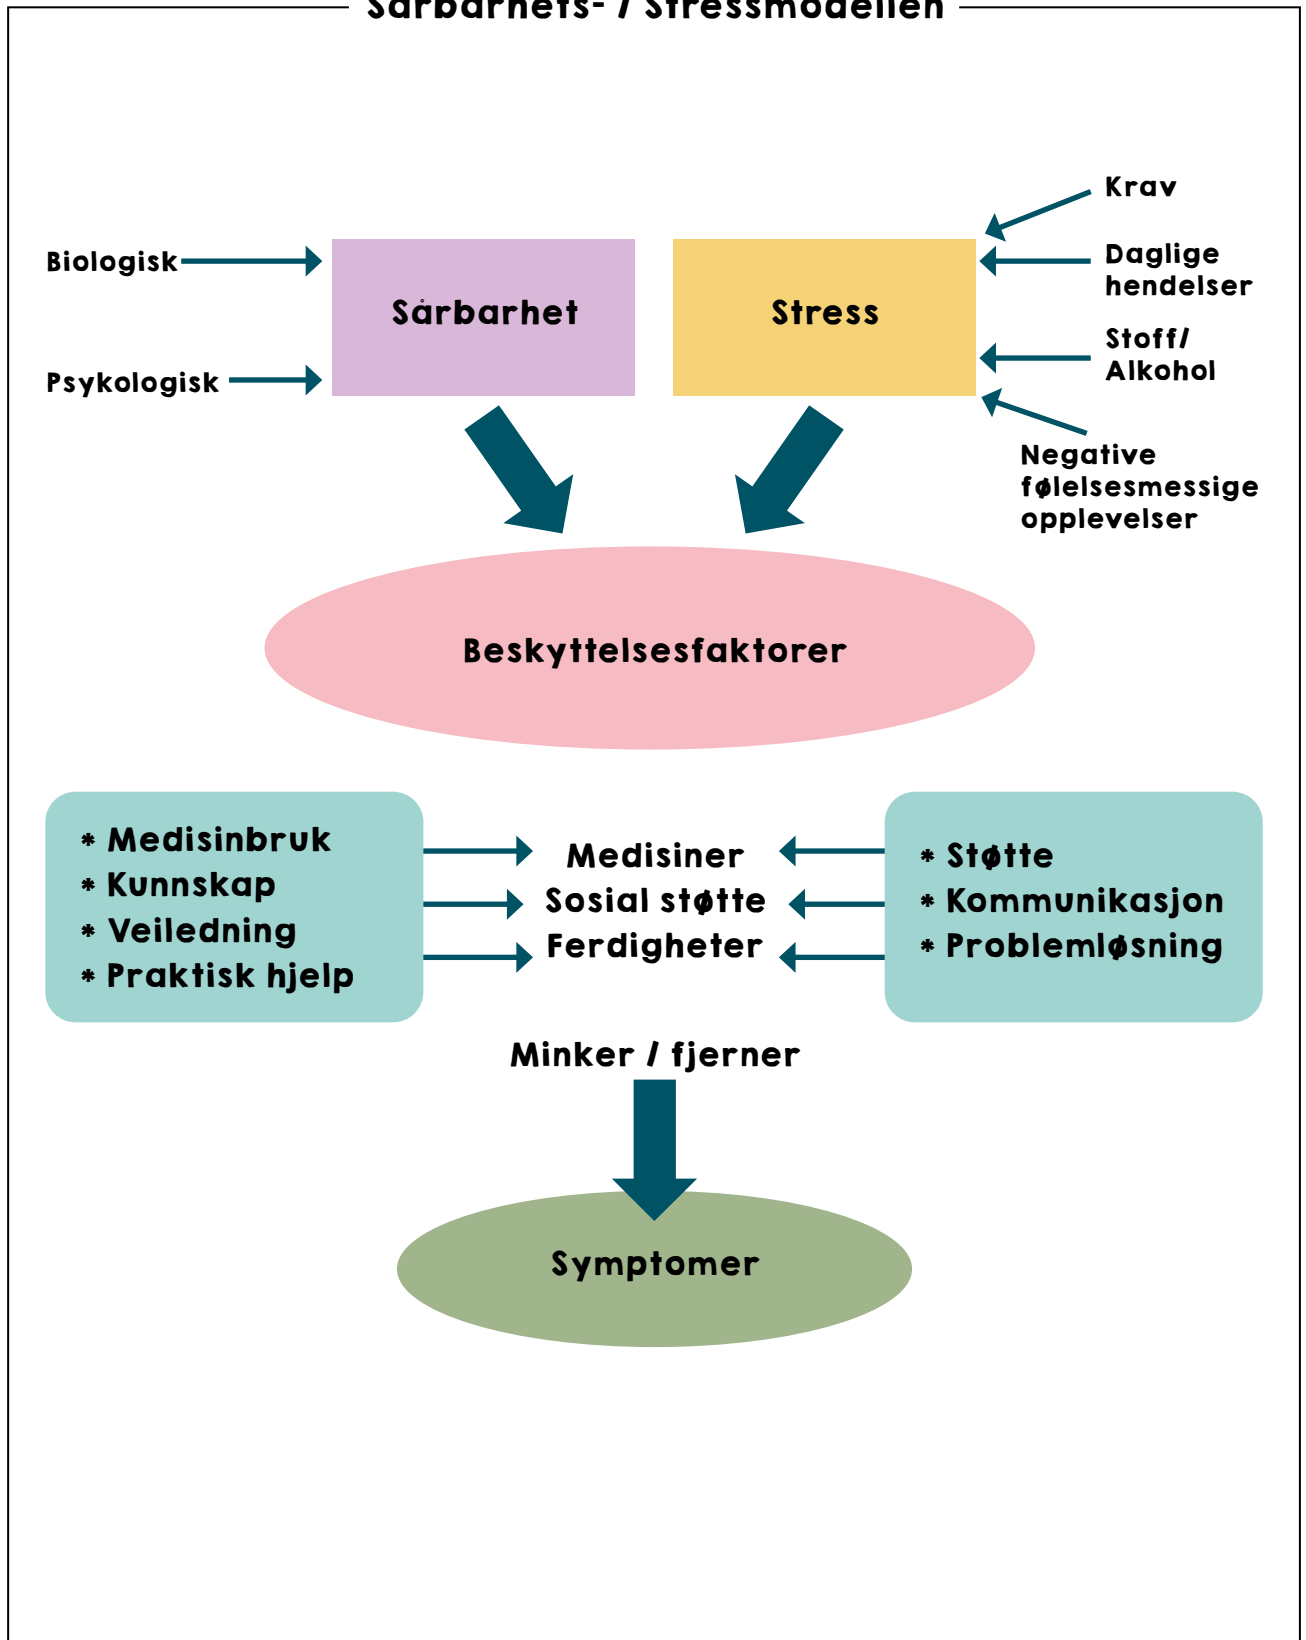 Sårbarhets- / Stressmodellen
Biologisk
Psykologisk
Sårbarhet
Stress
Krav
Daglige
hendelser
Stoff/
Alkohol
Negative
følelsesmessige
opplevelser
Beskyttelsesfaktorer
* Medisinbruk
* Kunnskap
* Veiledning
* Praktisk hjelp
Medisiner
Sosial støtte
Ferdigheter
* Støtte
* Kommunikasjon
* Problemløsning
Minker / fjerner
Symptomer